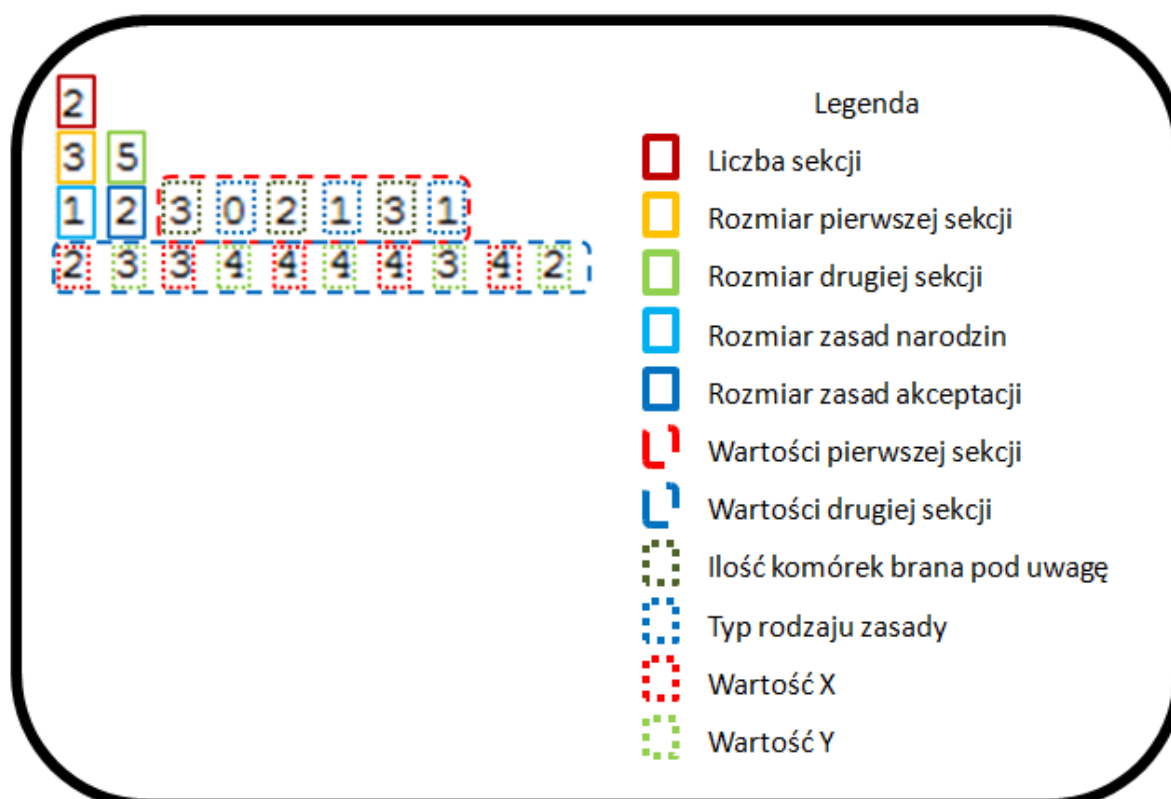 2
3 5
1 2 3 0 2 1 3 1
2 3 3 4 4 4 4 3 4 2
Legenda
Liczba sekcji
Rozmiar pierwszej sekcji
Rozmiar drugiej sekcji
Rozmiar zasad narodzin
Rozmiar zasad akceptacji
Wartości pierwszej sekcji
Wartości drugiej sekcji
Ilość komórek brana pod uwagę
Typ rodzaju zasady
Wartość X
Wartość Y